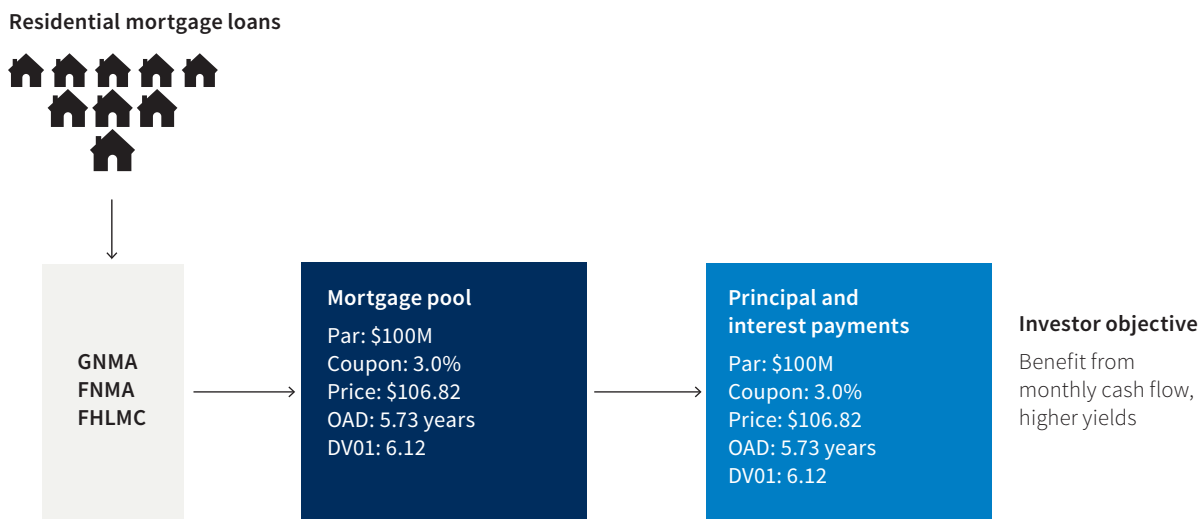 Residential mortgage loans
GNMA
FNMA
FHLMC
Mortgage pool
Par: $100M
Coupon: 3.0%
Price: $106.82
OAD: 5.73 years
DV01: 6.12
Principal and
interest payments
Par: $100M
Coupon: 3.0%
Price: $106.82
OAD: 5.73 years
DV01: 6.12
Investor objective
Benefit from
monthly cash flow,
higher yields